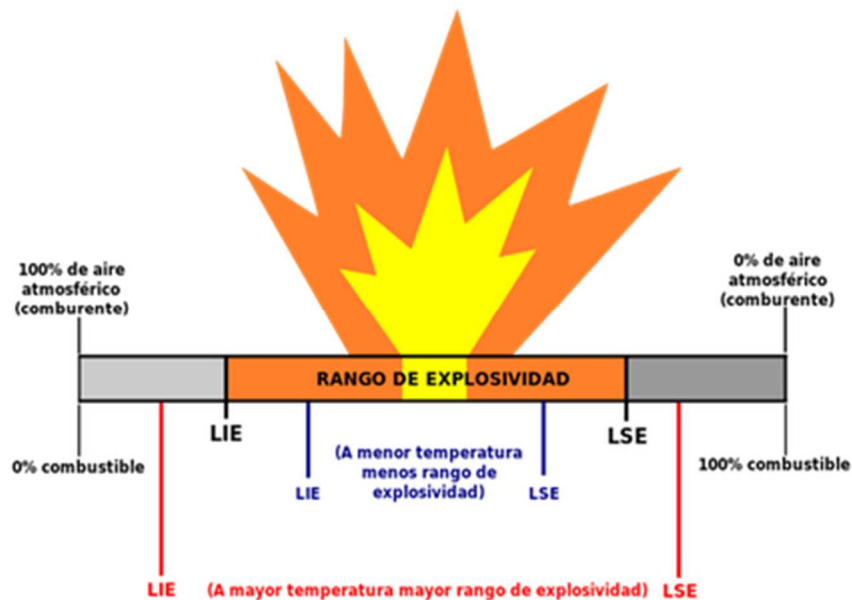 100% de aire
atmosférico
(comburente)
0% de aire
atmosférico
(comburente)
RANGO DE EXPLOSIVIDAD
LIE
LSE
0% combustible
100% combustible
(A menor temperatura
menos rango de
explosividad)
LIE
LSE
LIE
(A mayor temperatura mayor rango de explosividad)
LSE